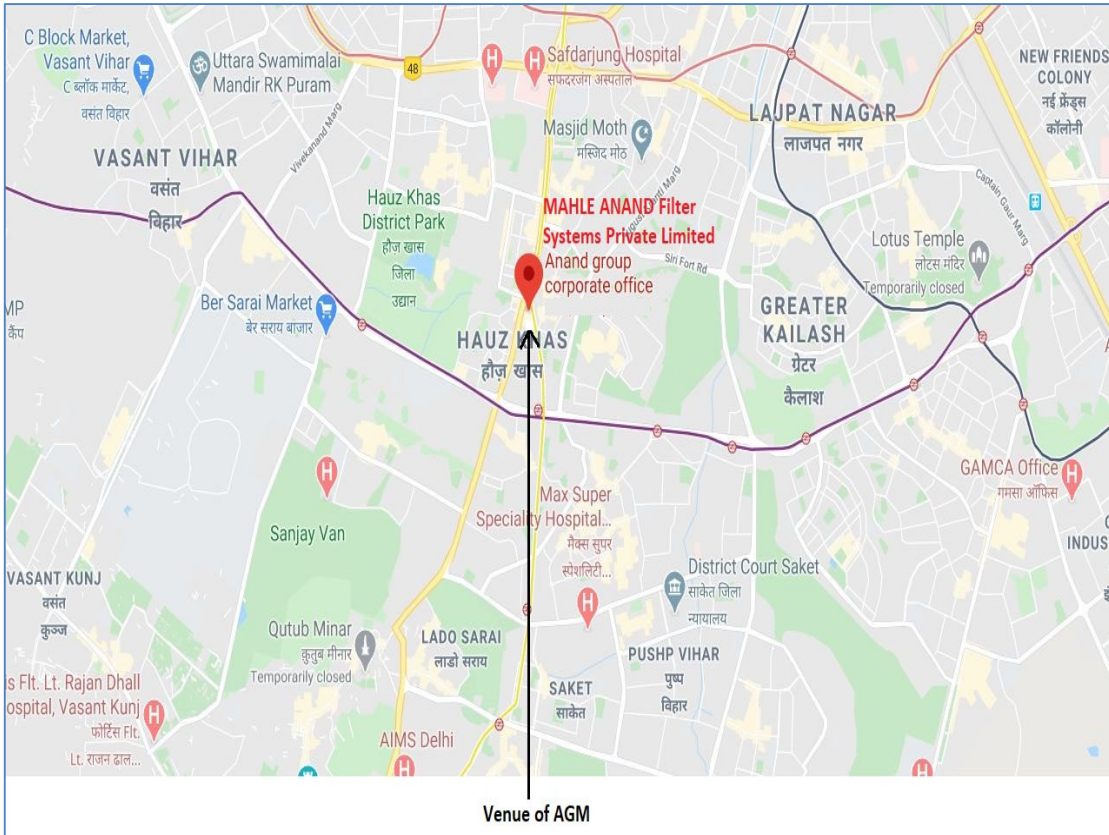 C Block Market,
Vasant Vihar
C ब्लॉक मार्केट,
वसंत विहार
Uttara Swamimalai
Mandir RK Puram
48
Safdarjung Hospital
सफदरजंग अस्पताल
NEW FRIENDS
COLONY
नई फ्रेंड्स
कॉलोनी
Masjid Moth
मस्जिद मोठ
LAJPAT NAGAR
लाजपत नगर
VASANT VIHAR
वसंत
विहार
Vivekanand Marg
Captain Gaur Marg
Hauz Khas
District Park
हौज़ खास
जिला
उद्यान
MAHLE ANAND Filter
Systems Private Limited
Anand group
corporate office
Siri Fort Rd
Lotus Temple
लोटस मंदिर
Temporarily closed
MP
कैंप
Ber Sarai Market
बेर सराय बाज़ार
HAUZ KHAS
हौज़ खास
GREATER
KAILASH
ग्रेटर
कैलाश
GAMCA Office
गमसा ऑफिस
Max Super
Speciality Hospital...
मैक्स सुपर
स्पेशलिटी...
Sanjay Van
INDUS
VASANT KUNJ
वसंत
कुञ्ज
District Court Saket
साकेत जिला
न्यायालय
Qutub Minar
क़ुतुब मीनार
Temporarily closed
LADO SARAI
लाडो सराय
PUSHP VIHAR
पुष्प
विहार
SAKET
साकेत
is Flt. Lt. Rajan Dhall
ospital, Vasant Kunj
फोर्टिस फ्लि.
Lt. राजन ढाल...
AIMS Delhi
Venue of AGM